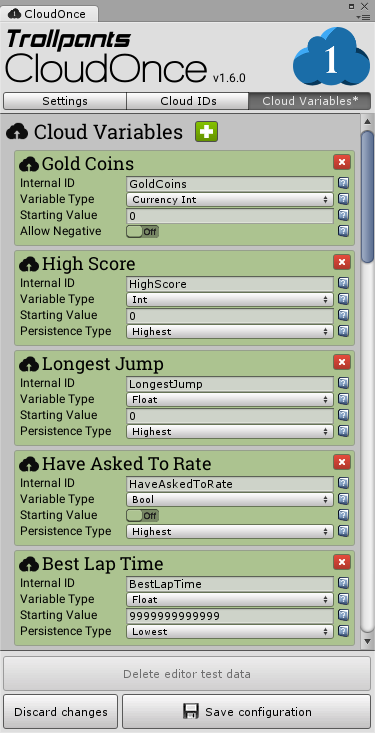 CloudOnce
Trollpants
CloudOnce v1.6.0
1
Settings Cloud IDs Cloud Variables*
Cloud Variables
Gold Coins
Internal ID GoldCoins ?
Variable Type Currency Int ?
Starting Value 0 ?
Allow Negative Off ?
High Score
Internal ID HighScore ?
Variable Type Int ?
Starting Value 0 ?
Persistence Type Highest ?
Longest Jump
Internal ID LongestJump ?
Variable Type Float ?
Starting Value 0 ?
Persistence Type Highest ?
Have Asked To Rate
Internal ID HaveAskedToRate ?
Variable Type Bool ?
Starting Value Off ?
Persistence Type Highest ?
Best Lap Time
Internal ID BestLapTime ?
Variable Type Float ?
Starting Value 9999999999999 ?
Persistence Type Lowest ?
Delete editor test data
Discard changes Save configuration